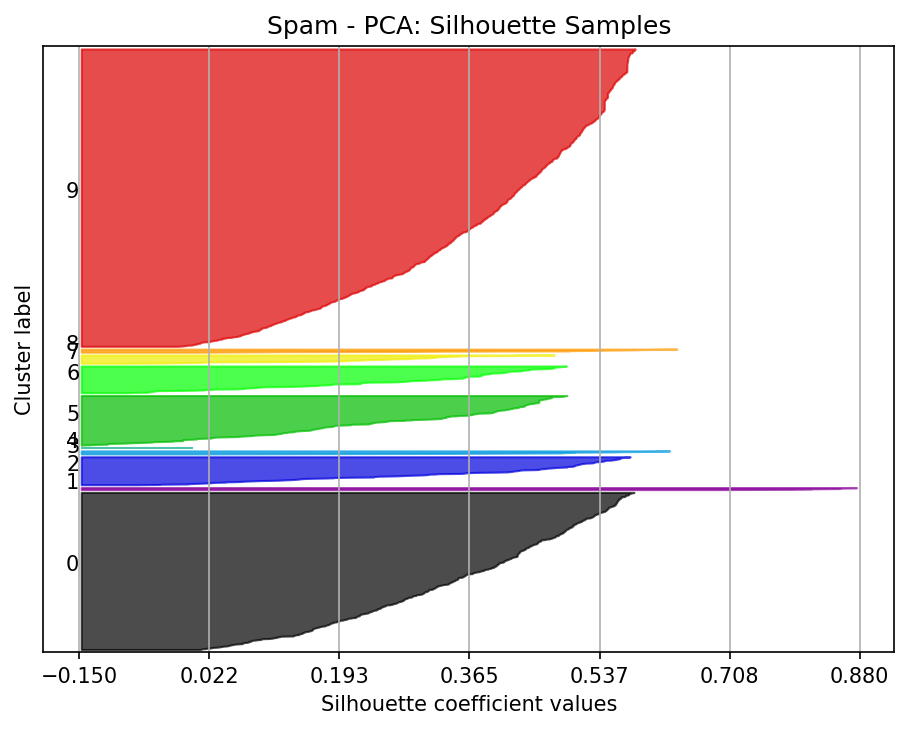 Spam - PCA: Silhouette Samples
Cluster label
9
8
7
6
5
4
3
2
1
0
−0.150 0.022 0.193 0.365 0.537 0.708 0.880
Silhouette coefficient values